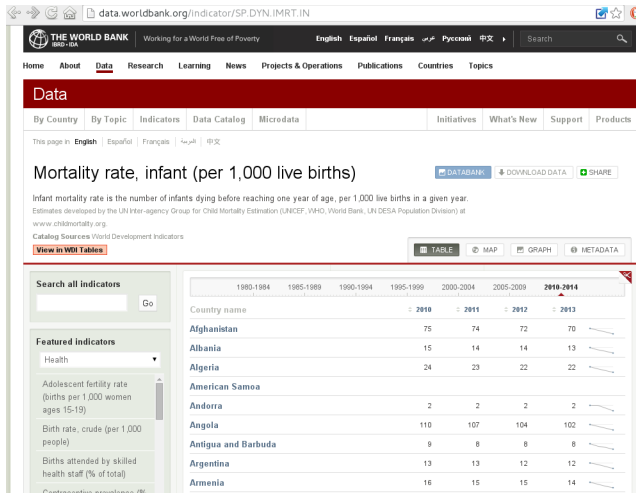 data.worldbank.org/indicator/SP.DYN.IMRT.IN
THE WORLD BANK
IBRD • IDA
Working for a World Free of Poverty
English Español Français عربي Русский 中文
Search
Home About Data Research Learning News Projects & Operations Publications Countries Topics
Data
By Country By Topic Indicators Data Catalog Microdata Initiatives What's New Support Products
This page in English Español Français العربية 中文
Mortality rate, infant (per 1,000 live births)
DATABANK DOWNLOAD DATA SHARE
Infant mortality rate is the number of infants dying before reaching one year of age, per 1,000 live births in a given year.
Estimates developed by the UN Inter-agency Group for Child Mortality Estimation (UNICEF, WHO, World Bank, UN DESA Population Division) at
www.childmortality.org.
Catalog Sources World Development Indicators
View in WDI Tables
TABLE MAP GRAPH METADATA
Search all indicators
Go
Featured indicators
Health
Adolescent fertility rate
(births per 1,000 women
ages 15-19)
Birth rate, crude (per 1,000
people)
Births attended by skilled
health staff (% of total)
Contraceptive prevalence (%
1980-1984 1985-1989 1990-1994 1995-1999 2000-2004 2005-2009 2010-2014
Country name 2010 2011 2012 2013
Afghanistan 75 74 72 70
Albania 15 14 14 13
Algeria 24 23 22 22
American Samoa
Andorra 2 2 2 2
Angola 110 107 104 102
Antigua and Barbuda 9 8 8 8
Argentina 13 13 12 12
Armenia 16 15 15 14